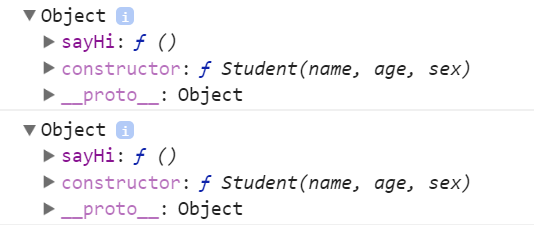 ▼Object i
▶sayHi: ƒ ()
▶constructor: ƒ Student(name, age, sex)
▶__proto__: Object
▼Object i
▶sayHi: ƒ ()
▶constructor: ƒ Student(name, age, sex)
▶__proto__: Object